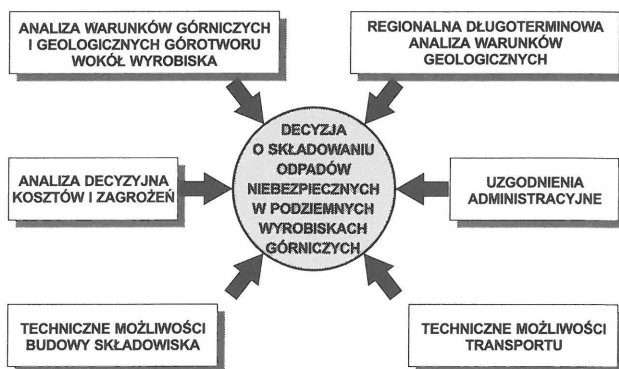 ANALIZA WARUNKÓW GÓRNICZYCH
I GEOLOGICZNYCH GÓROTWORU
WOKÓŁ WYROBISKA
REGIONALNA DŁUGOTERMINOWA
ANALIZA WARUNKÓW
GEOLOGICZNYCH
DECYZJA
O SKŁADOWANIU
ODPADÓW
NIEBEZPIECZNYCH
W PODZIEMNYCH
WYROBISKACH
GÓRNICZYCH
ANALIZA DECYZYJNA
KOSZTÓW I ZAGROŻEŃ
UZGODNIENIA
ADMINISTRACYJNE
TECHNICZNE MOŻLIWOŚCI
BUDOWY SKŁADOWISKA
TECHNICZNE MOŻLIWOŚCI
TRANSPORTU